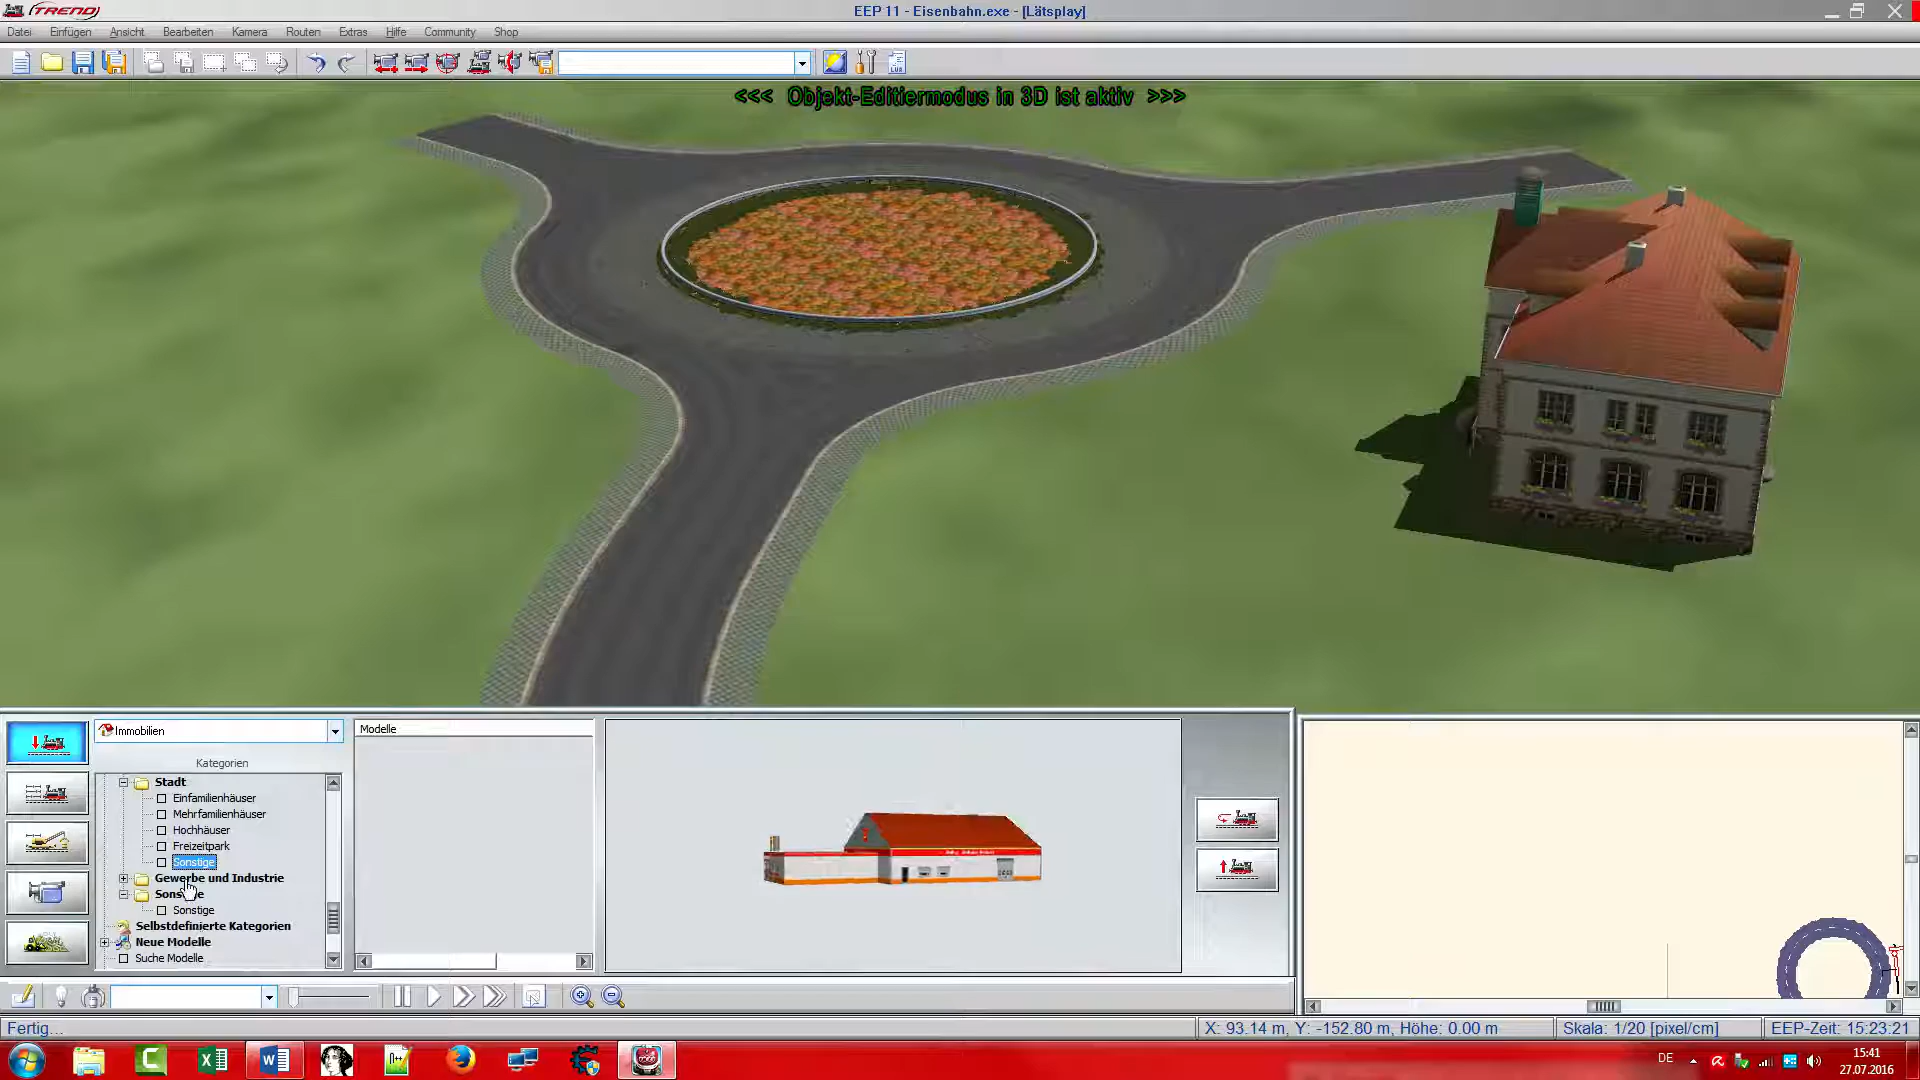 TREND
EEP 11 - Eisenbahn.exe - [Lätsplay]
Datei Einfügen Ansicht Bearbeiten Kamera Routen Extras Hilfe Community Shop
LUA
<<< Objekt-Editiermodus in 3D ist aktiv >>>
Immobilien
Kategorien
Stadt
Einfamilienhäuser
Mehrfamilienhäuser
Hochhäuser
Freizeitpark
Sonstige
Gewerbe und Industrie
Sonstige
Sonstige
Selbstdefinierte Kategorien
Neue Modelle
Suche Modelle
Modelle
Fertig...
X: 93.14 m, Y: -152.80 m, Höhe: 0.00 m
Skala: 1/20 [pixel/cm]
EEP-Zeit: 15:23:21
DE
15:41
27.07.2016